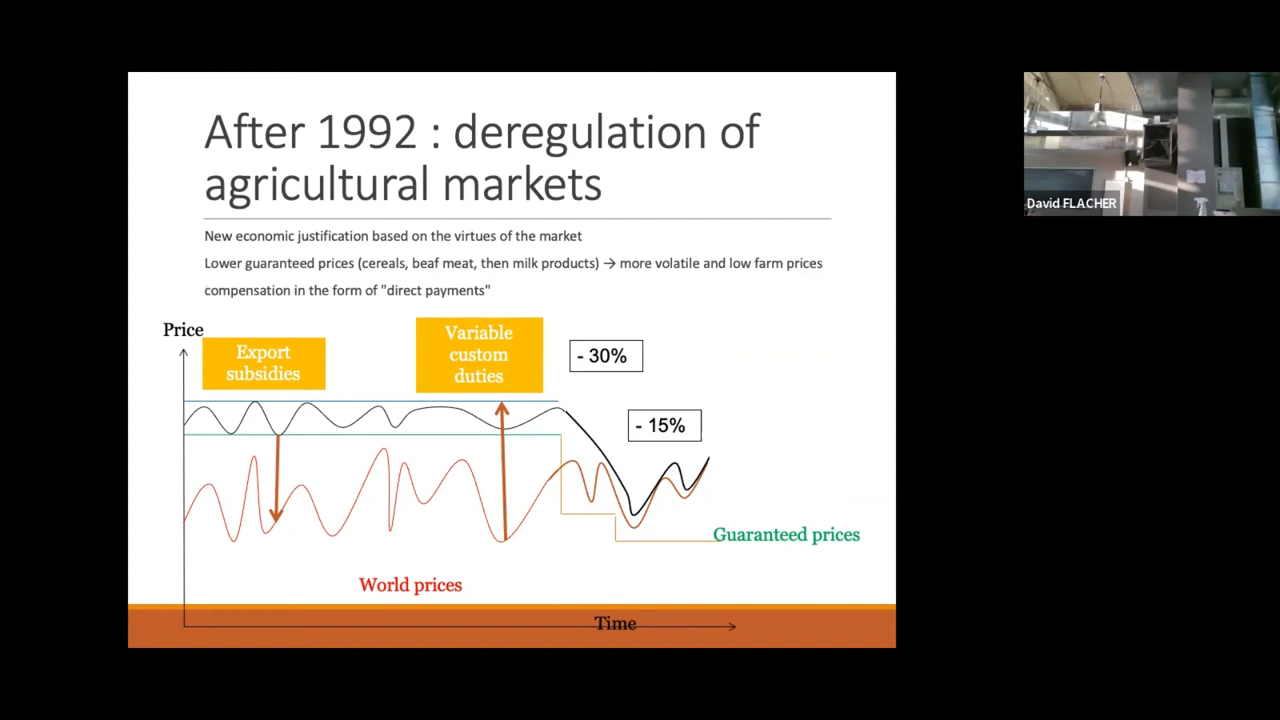 After 1992 : deregulation of
agricultural markets
New economic justification based on the virtues of the market
Lower guaranteed prices (cereals, beaf meat, then milk products) → more volatile and low farm prices
compensation in the form of "direct payments"
Price
Export
subsidies
Variable
custom
duties
- 30%
- 15%
Guaranteed prices
World prices
Time
David FLACHER